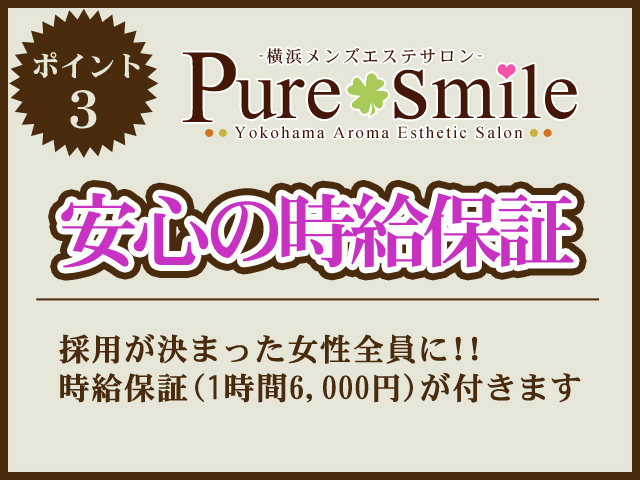 ポイント
3
-横浜メンズエステサロン-
Pure smile
Yokohama Aroma Esthetic Salon
安心の時給保証
採用が決まった女性全員に!!
時給保証(1時間6,000円)が付きます